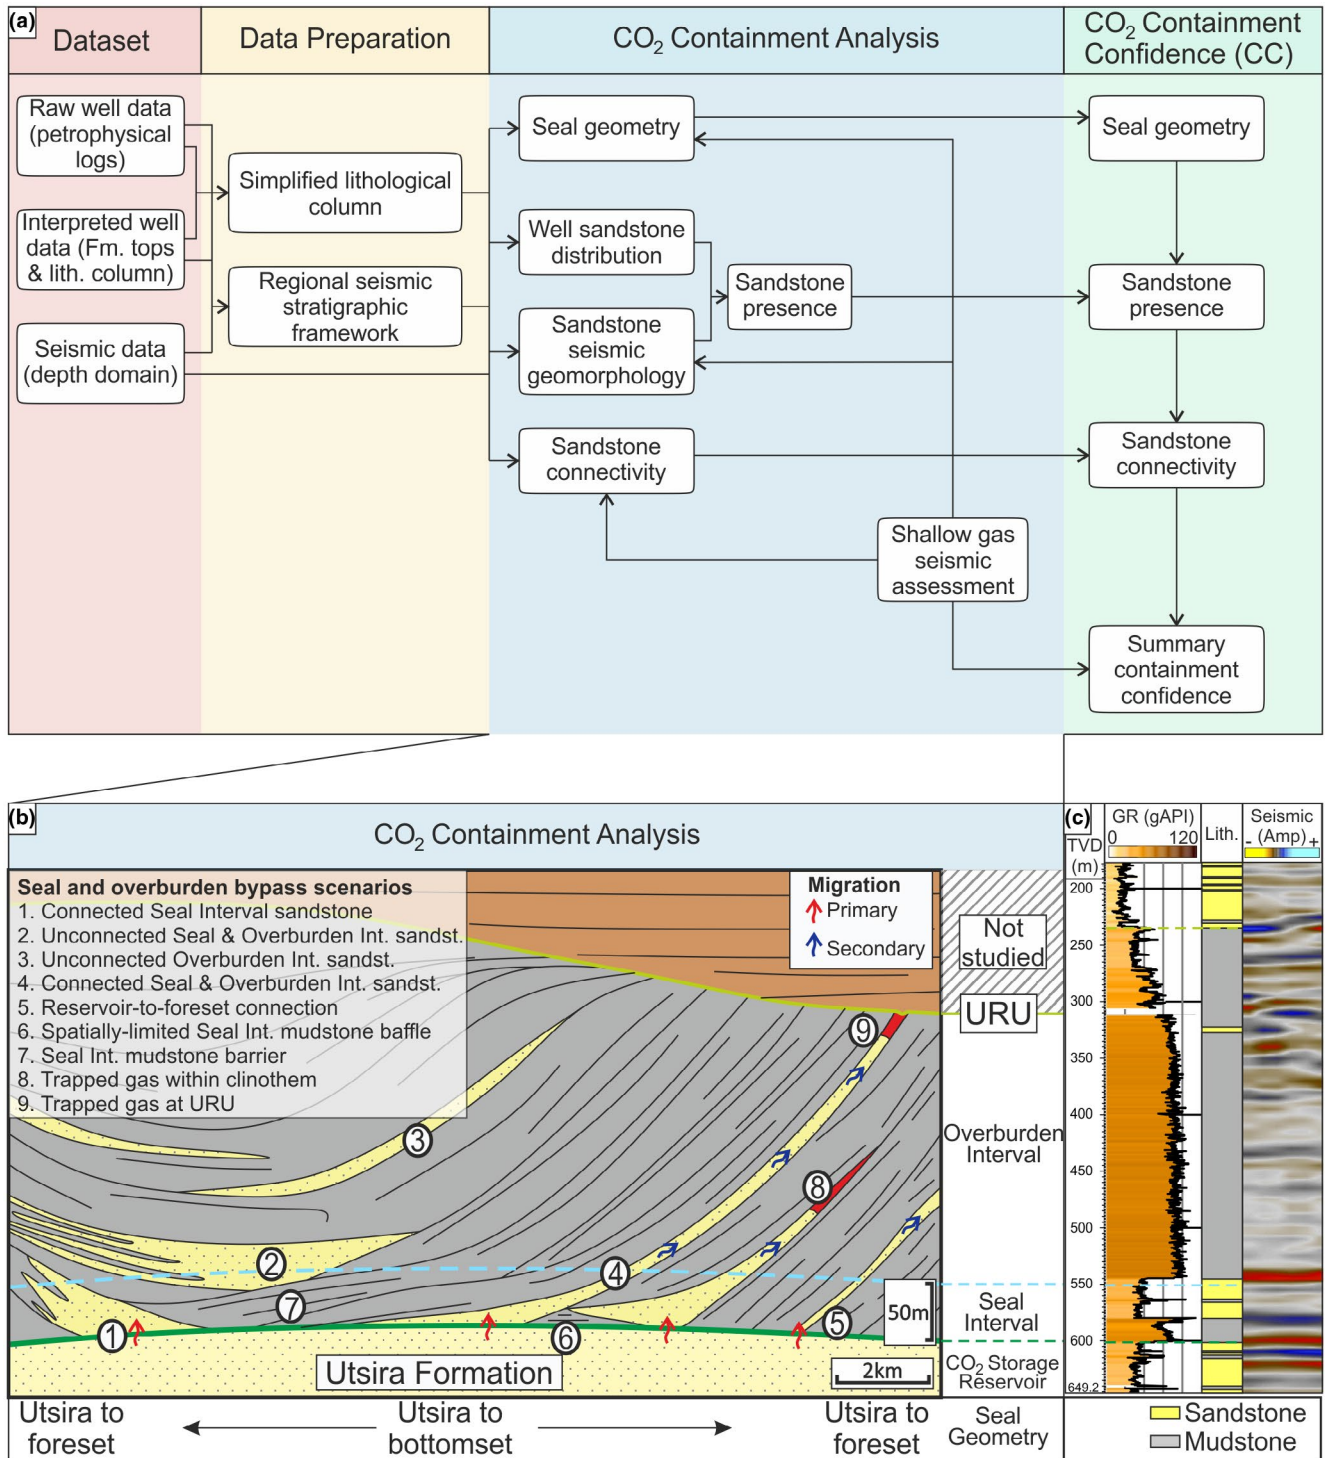 (a)
Dataset
Data Preparation
CO2 Containment Analysis
CO2 Containment
Confidence (CC)
Raw well data
(petrophysical
logs)
Interpreted well
data (Fm. tops
& lith. column)
Seismic data
(depth domain)
Simplified lithological
column
Regional seismic
stratigraphic
framework
Seal geometry
Well sandstone
distribution
Sandstone
seismic
geomorphology
Sandstone
presence
Sandstone
connectivity
Shallow gas
seismic
assessment
Seal geometry
Sandstone
presence
Sandstone
connectivity
Summary
containment
confidence
(b)
CO2 Containment Analysis
Seal and overburden bypass scenarios
1. Connected Seal Interval sandstone
2. Unconnected Seal & Overburden Int. sandst.
3. Unconnected Overburden Int. sandst.
4. Connected Seal & Overburden Int. sandst.
5. Reservoir-to-foreset connection
6. Spatially-limited Seal Int. mudstone baffle
7. Seal Int. mudstone barrier
8. Trapped gas within clinothem
9. Trapped gas at URU
Migration
Primary
Secondary
Not
studied
URU
9
3
8
2
4
7
1
6
5
Overburden
Interval
50m
Seal
Interval
Utsira Formation
2km
CO2 Storage
Reservoir
Utsira to
foreset
Utsira to
bottomset
Utsira to
foreset
Seal
Geometry
(c)
TVD
(m)
GR (gAPI)
0 120
Lith.
Seismic
(Amp)
- +
200
250
300
350
400
450
500
550
600
649.2
Sandstone
Mudstone